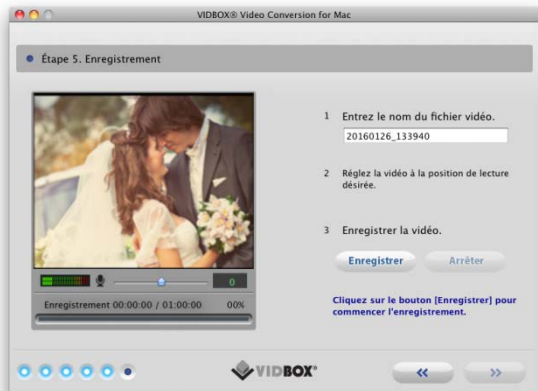 VIDBOX® Video Conversion for Mac
Étape 5. Enregistrement
1 Entrez le nom du fichier vidéo.
20160126_133940
2 Réglez la vidéo à la position de lecture
désirée.
3 Enregistrer la vidéo.
Enregistrer Arrêter
0
Enregistrement 00:00:00 / 01:00:00 00%
Cliquez sur le bouton [Enregistrer] pour
commencer l'enregistrement.
VIDBOX®
« »